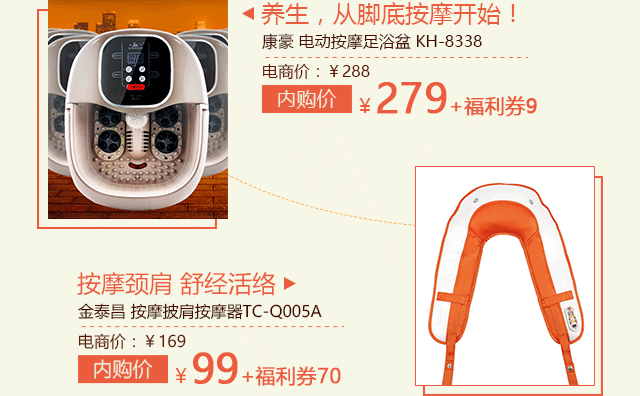 养生，从脚底按摩开始！
康豪 电动按摩足浴盆 KH-8338
电商价：￥288
内购价 ￥279+福利券9
按摩颈肩 舒经活络
金泰昌 按摩披肩按摩器TC-Q005A
电商价：￥169
内购价 ￥99+福利券70